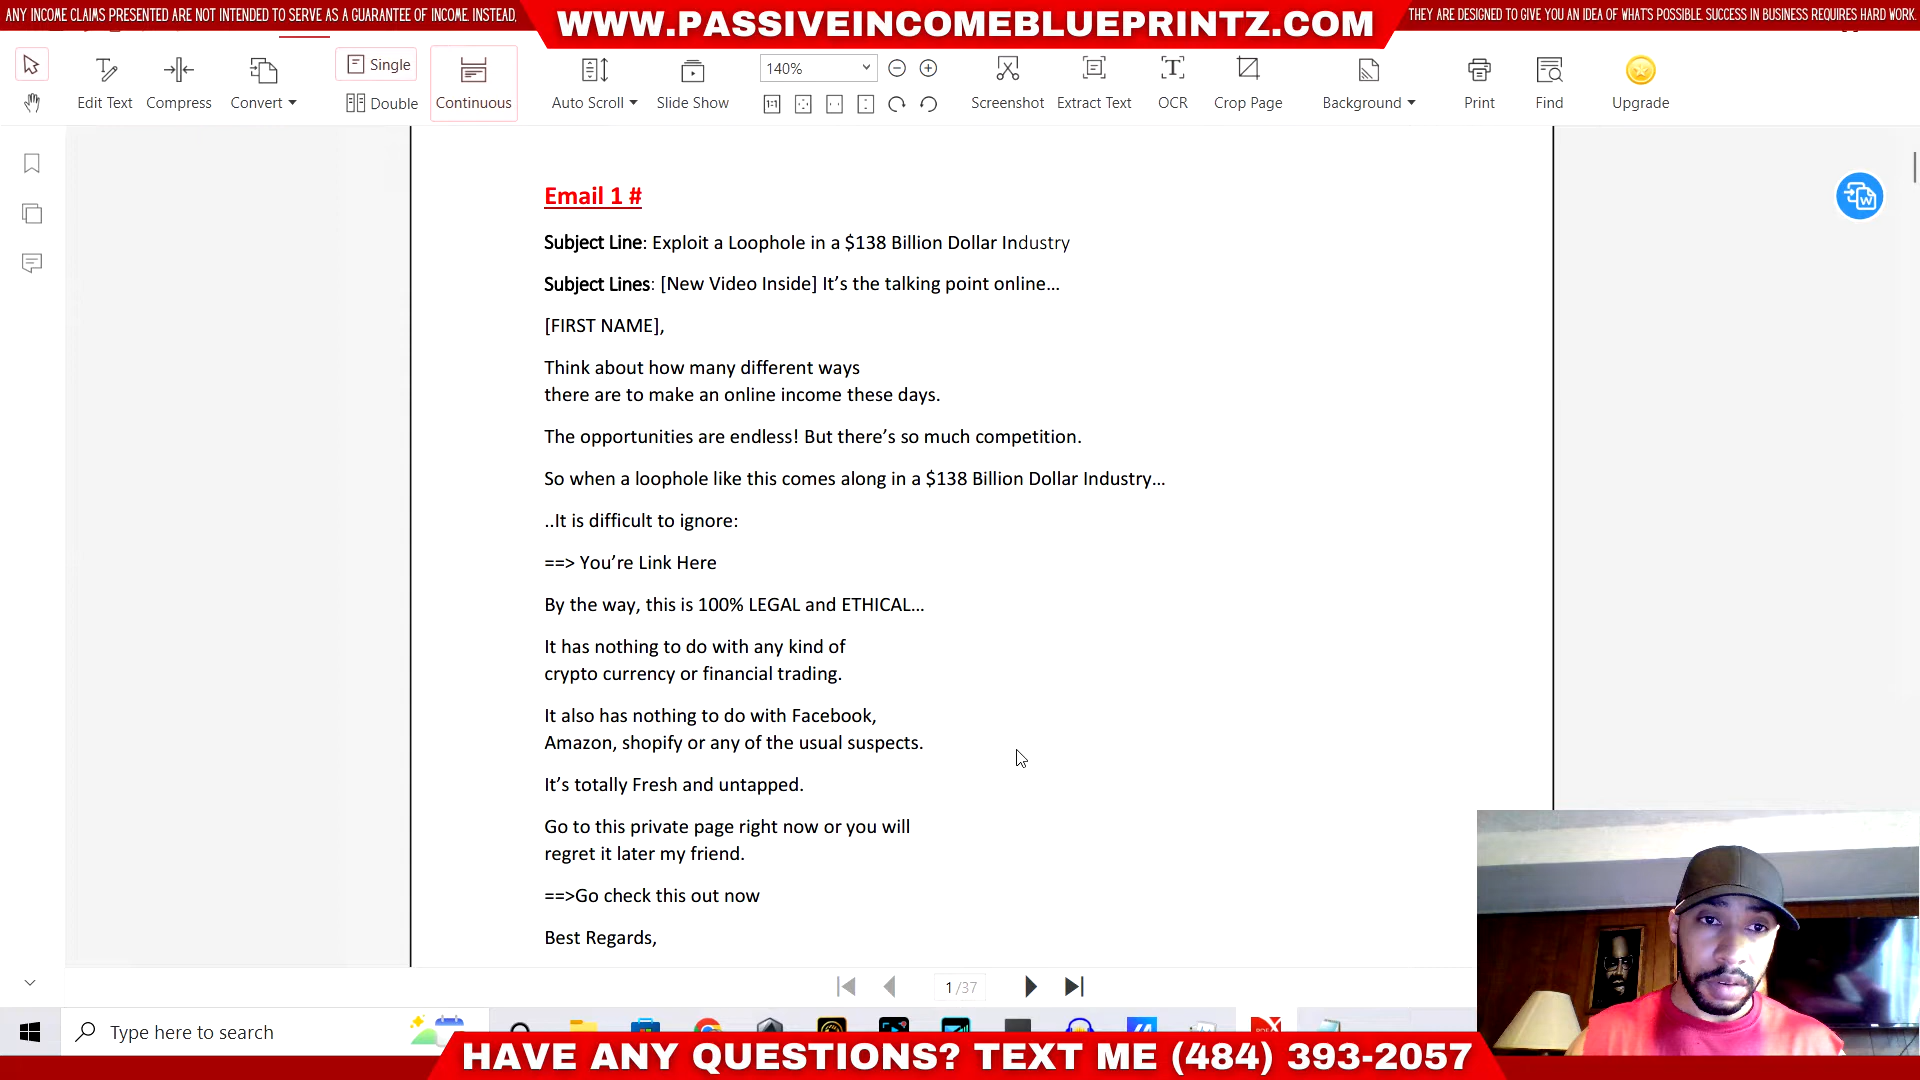 ANY INCOME CLAIMS PRESENTED ARE NOT INTENDED TO SERVE AS A GUARANTEE OF INCOME. INSTEAD,
WWW.PASSIVEINCOMEBLUEPRINTZ.COM
THEY ARE DESIGNED TO GIVE YOU AN IDEA OF WHAT'S POSSIBLE. SUCCESS IN BUSINESS REQUIRES HARD WORK.
Edit Text
Compress
Convert
Single
Double
Continuous
Auto Scroll
Slide Show
140%
Screenshot
Extract Text
OCR
Crop Page
Background
Print
Find
Upgrade
Email 1 #
Subject Line: Exploit a Loophole in a $138 Billion Dollar Industry
Subject Lines: [New Video Inside] It's the talking point online...
[FIRST NAME],
Think about how many different ways
there are to make an online income these days.
The opportunities are endless! But there's so much competition.
So when a loophole like this comes along in a $138 Billion Dollar Industry...
..It is difficult to ignore:
==> You're Link Here
By the way, this is 100% LEGAL and ETHICAL...
It has nothing to do with any kind of
crypto currency or financial trading.
It also has nothing to do with Facebook,
Amazon, shopify or any of the usual suspects.
It's totally Fresh and untapped.
Go to this private page right now or you will
regret it later my friend.
==>Go check this out now
Best Regards,
1 /37
Type here to search
HAVE ANY QUESTIONS? TEXT ME (484) 393-2057